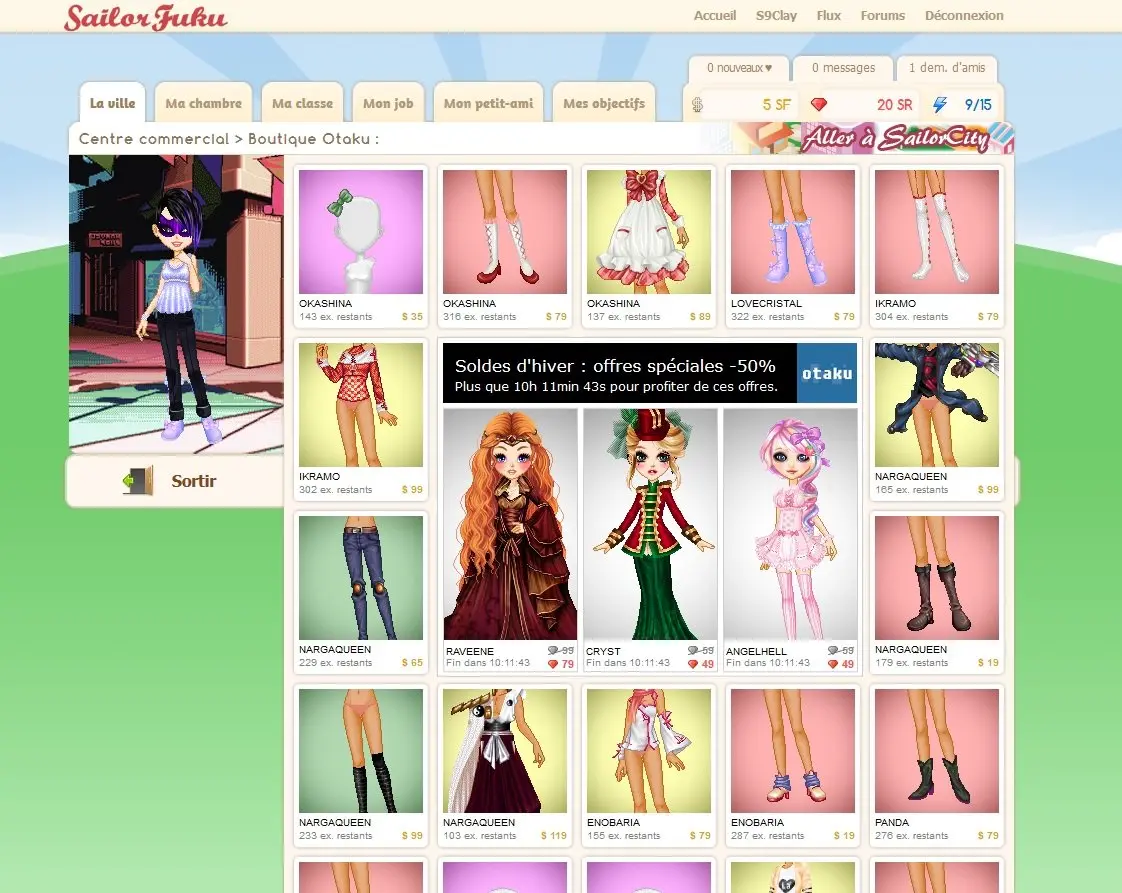 Sailor Fuku
Accueil S9Clay Flux Forums Déconnexion
0 nouveaux ♥ 0 messages 1 dem. d'amis
La ville Ma chambre Ma classe Mon job Mon petit-ami Mes objectifs
5 SF 20 SR 9/15
Centre commercial > Boutique Otaku :
Aller à SailorCity
OKASHINA
143 ex. restants $ 35
OKASHINA
316 ex. restants $ 79
OKASHINA
137 ex. restants $ 89
LOVECRISTAL
322 ex. restants $ 79
IKRAMO
304 ex. restants $ 79
IKRAMO
302 ex. restants $ 99
Soldes d'hiver : offres spéciales -50%
Plus que 10h 11min 43s pour profiter de ces offres.
otaku
NARGAQUEEN
165 ex. restants $ 99
Sortir
NARGAQUEEN
229 ex. restants $ 65
RAVEENE 99
Fin dans 10:11:43 79
CRYST 59
Fin dans 10:11:43 49
ANGELHELL 59
Fin dans 10:11:43 49
NARGAQUEEN
179 ex. restants $ 19
NARGAQUEEN
233 ex. restants $ 99
NARGAQUEEN
103 ex. restants $ 119
ENOBARIA
155 ex. restants $ 79
ENOBARIA
287 ex. restants $ 19
PANDA
276 ex. restants $ 79